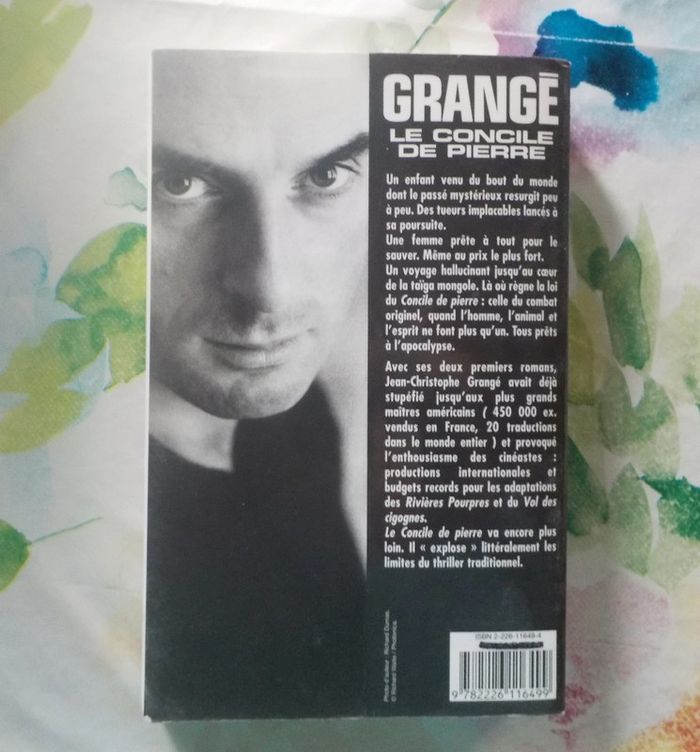 GRANGÉ
LE CONCILE
DE PIERRE
Un enfant venu du bout du monde
dont le passé mystérieux resurgit peu
à peu. Des tueurs implacables lancés à
sa poursuite.
Une femme prête à tout pour le
sauver. Même au prix le plus fort.
Un voyage hallucinant jusqu'au cœur
de la taïga mongole. Là où règne la loi
du Concile de pierre : celle du combat
originel, quand l'homme, l'animal et
l'esprit ne font plus qu'un. Tous prêts
à l'apocalypse.
Avec ses deux premiers romans,
Jean-Christophe Grangé avait déjà
stupéfié jusqu'aux plus grands
maîtres américains ( 450 000 ex.
vendus en France, 20 traductions
dans le monde entier ) et provoqué
l'enthousiasme des cinéastes :
productions internationales et
budgets records pour les adaptations
des Rivières Pourpres et du Vol des
cigognes.
Le Concile de pierre va encore plus
loin. Il « explose » littéralement les
limites du thriller traditionnel.
Photo d'auteur : Richard Dumas.
© Richard Waite / Photonica.
ISBN 2-226-11649-4
9 782226 116499